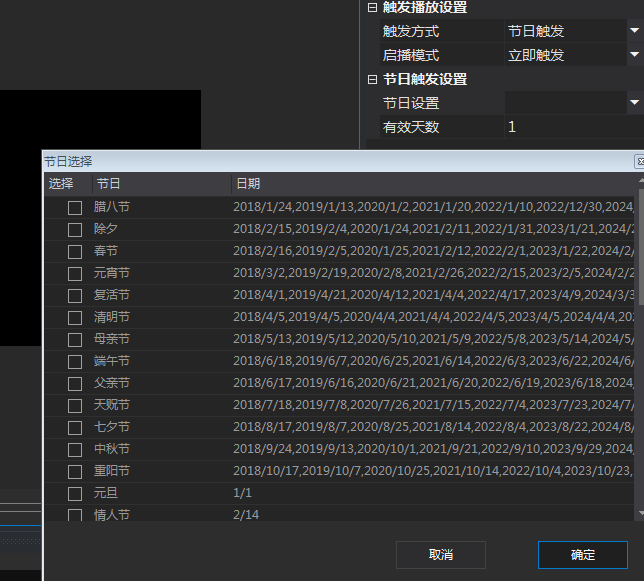 触发播放设置
触发方式 节日触发
启播模式 立即触发
节日触发设置
节日设置
有效天数 1
节日选择
选择 节日 日期
腊八节 2018/1/24,2019/1/13,2020/1/2,2021/1/20,2022/1/10,2022/12/30,2024,
除夕 2018/2/15,2019/2/4,2020/1/24,2021/2/11,2022/1/31,2023/1/21,2024/2
春节 2018/2/16,2019/2/5,2020/1/25,2021/2/12,2022/2/1,2023/1/22,2024/2/
元宵节 2018/3/2,2019/2/19,2020/2/8,2021/2/26,2022/2/15,2023/2/5,2024/2/2
复活节 2018/4/1,2019/4/21,2020/4/12,2021/4/4,2022/4/17,2023/4/9,2024/3/3
清明节 2018/4/5,2019/4/5,2020/4/4,2021/4/4,2022/4/5,2023/4/5,2024/4/4,202
母亲节 2018/5/13,2019/5/12,2020/5/10,2021/5/9,2022/5/8,2023/5/14,2024/5/
端午节 2018/6/18,2019/6/7,2020/6/25,2021/6/14,2022/6/3,2023/6/22,2024/6/
父亲节 2018/6/17,2019/6/16,2020/6/21,2021/6/20,2022/6/19,2023/6/18,2024/
天贶节 2018/7/18,2019/7/8,2020/7/26,2021/7/15,2022/7/4,2023/7/23,2024/7/
七夕节 2018/8/17,2019/8/7,2020/8/25,2021/8/14,2022/8/4,2023/8/22,2024/8/
中秋节 2018/9/24,2019/9/13,2020/10/1,2021/9/21,2022/9/10,2023/9/29,2024/
重阳节 2018/10/17,2019/10/7,2020/10/25,2021/10/14,2022/10/4,2023/10/23,
元旦 1/1
情人节 2/14
取消 确定